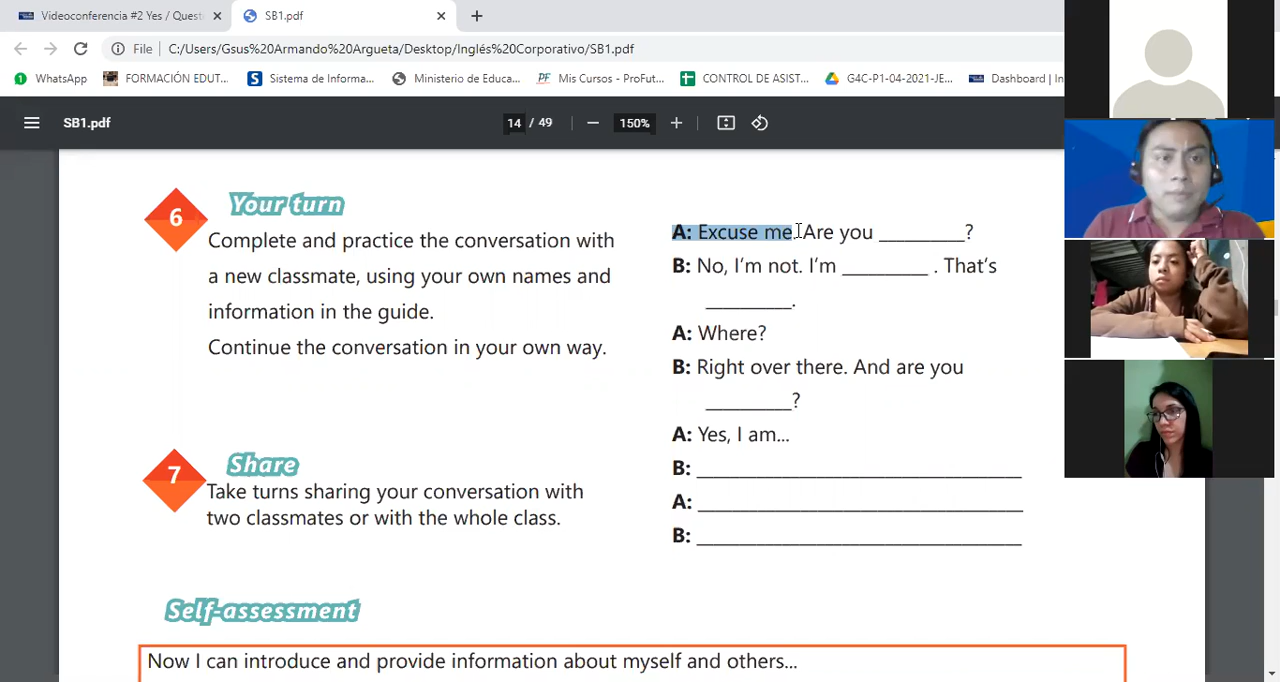 Videoconferencia #2 Yes / Quest
SB1.pdf
File
C:/Users/Gsus%20Armando%20Argueta/Desktop/Inglés%20Corporativo/SB1.pdf
WhatsApp
FORMACIÓN EDUT...
Sistema de Informa...
Ministerio de Educa...
Mis Cursos - ProFut...
CONTROL DE ASIST...
G4C-P1-04-2021-JE...
Dashboard | In
SB1.pdf
14 / 49
150%
6
Your turn
Complete and practice the conversation with
a new classmate, using your own names and
information in the guide.
Continue the conversation in your own way.
7
Share
Take turns sharing your conversation with
two classmates or with the whole class.
A: Excuse me. Are you _________?
B: No, I'm not. I'm _________ . That's
_________.
A: Where?
B: Right over there. And are you
_________?
A: Yes, I am...
B: __________________________________
A: __________________________________
B: __________________________________
Self-assessment
Now I can introduce and provide information about myself and others...